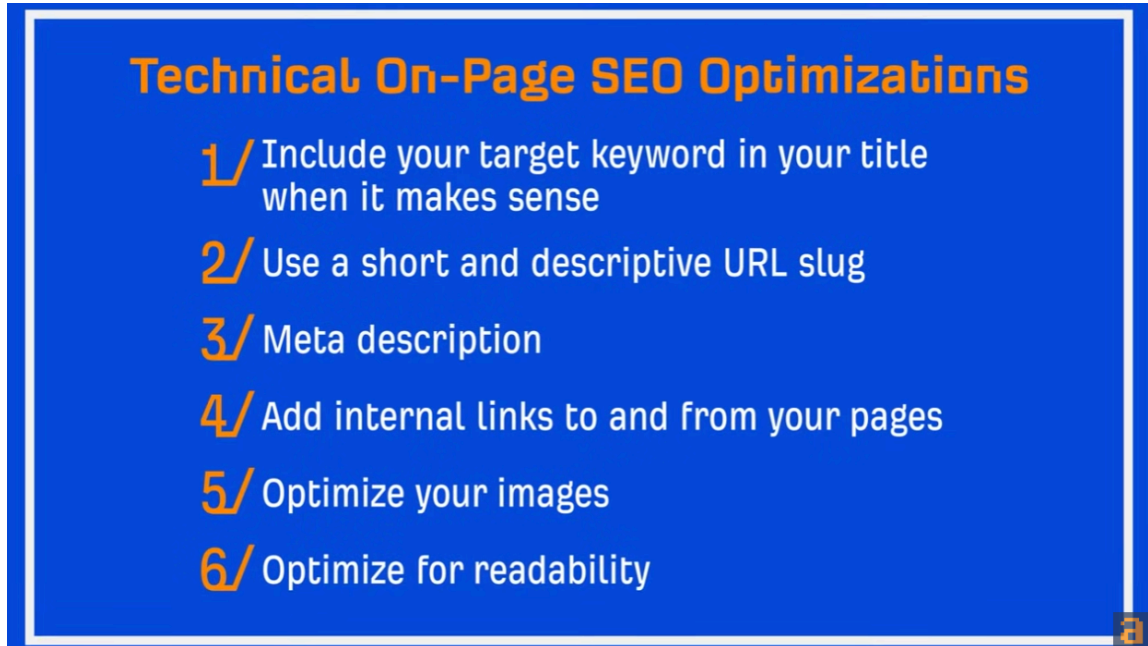 Technical On-Page SEO Optimizations
1/ Include your target keyword in your title
when it makes sense
2/ Use a short and descriptive URL slug
3/ Meta description
4/ Add internal links to and from your pages
5/ Optimize your images
6/ Optimize for readability
a